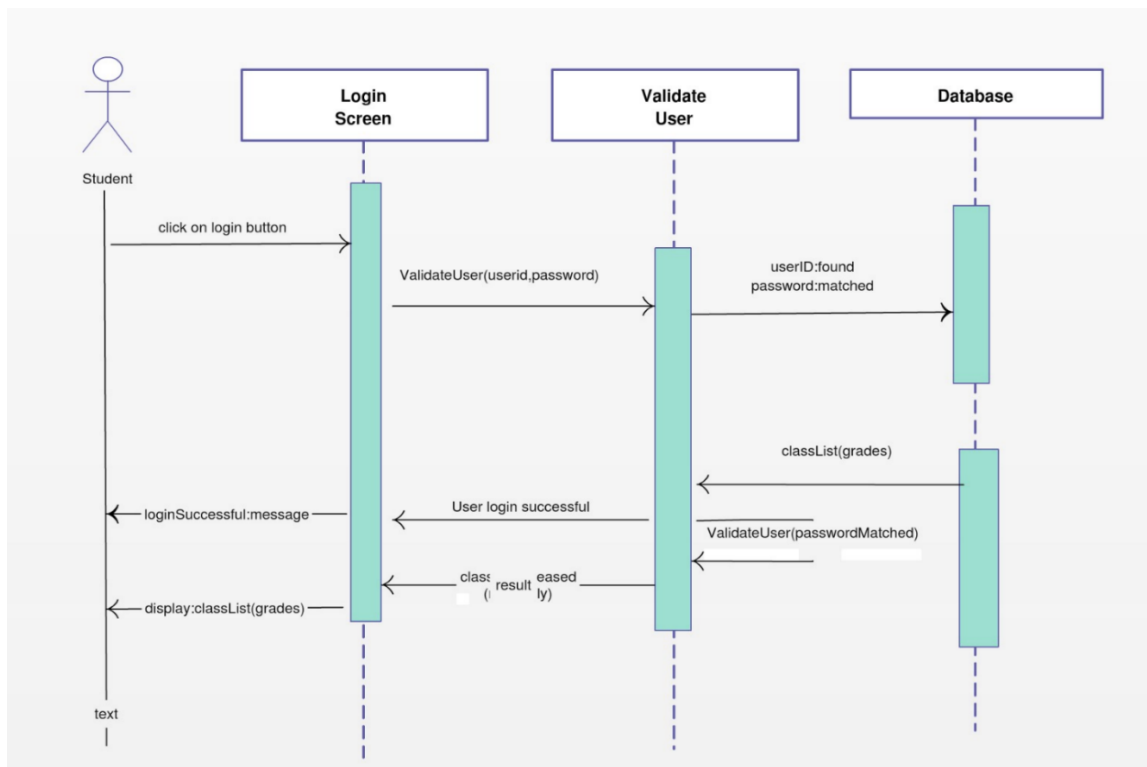 Login
Screen
Validate
User
Database
Student
click on login button
ValidateUser(userid,password)
userID:found
password:matched
classList(grades)
User login successful
loginSuccessful:message
ValidateUser(passwordMatched)
result
display:classList(grades)
text